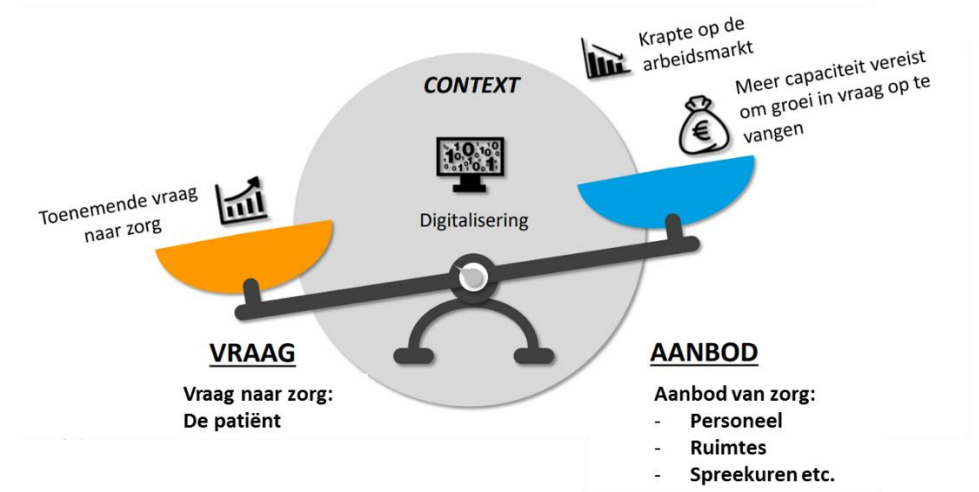 CONTEXT
Digitalisering
Toenemende vraag
naar zorg
Krapte op de
arbeidsmarkt
Meer capaciteit vereist
om groei in vraag op te
vangen
€
VRAAG
Vraag naar zorg:
De patiënt
AANBOD
Aanbod van zorg:
- Personeel
- Ruimtes
- Spreekuren etc.